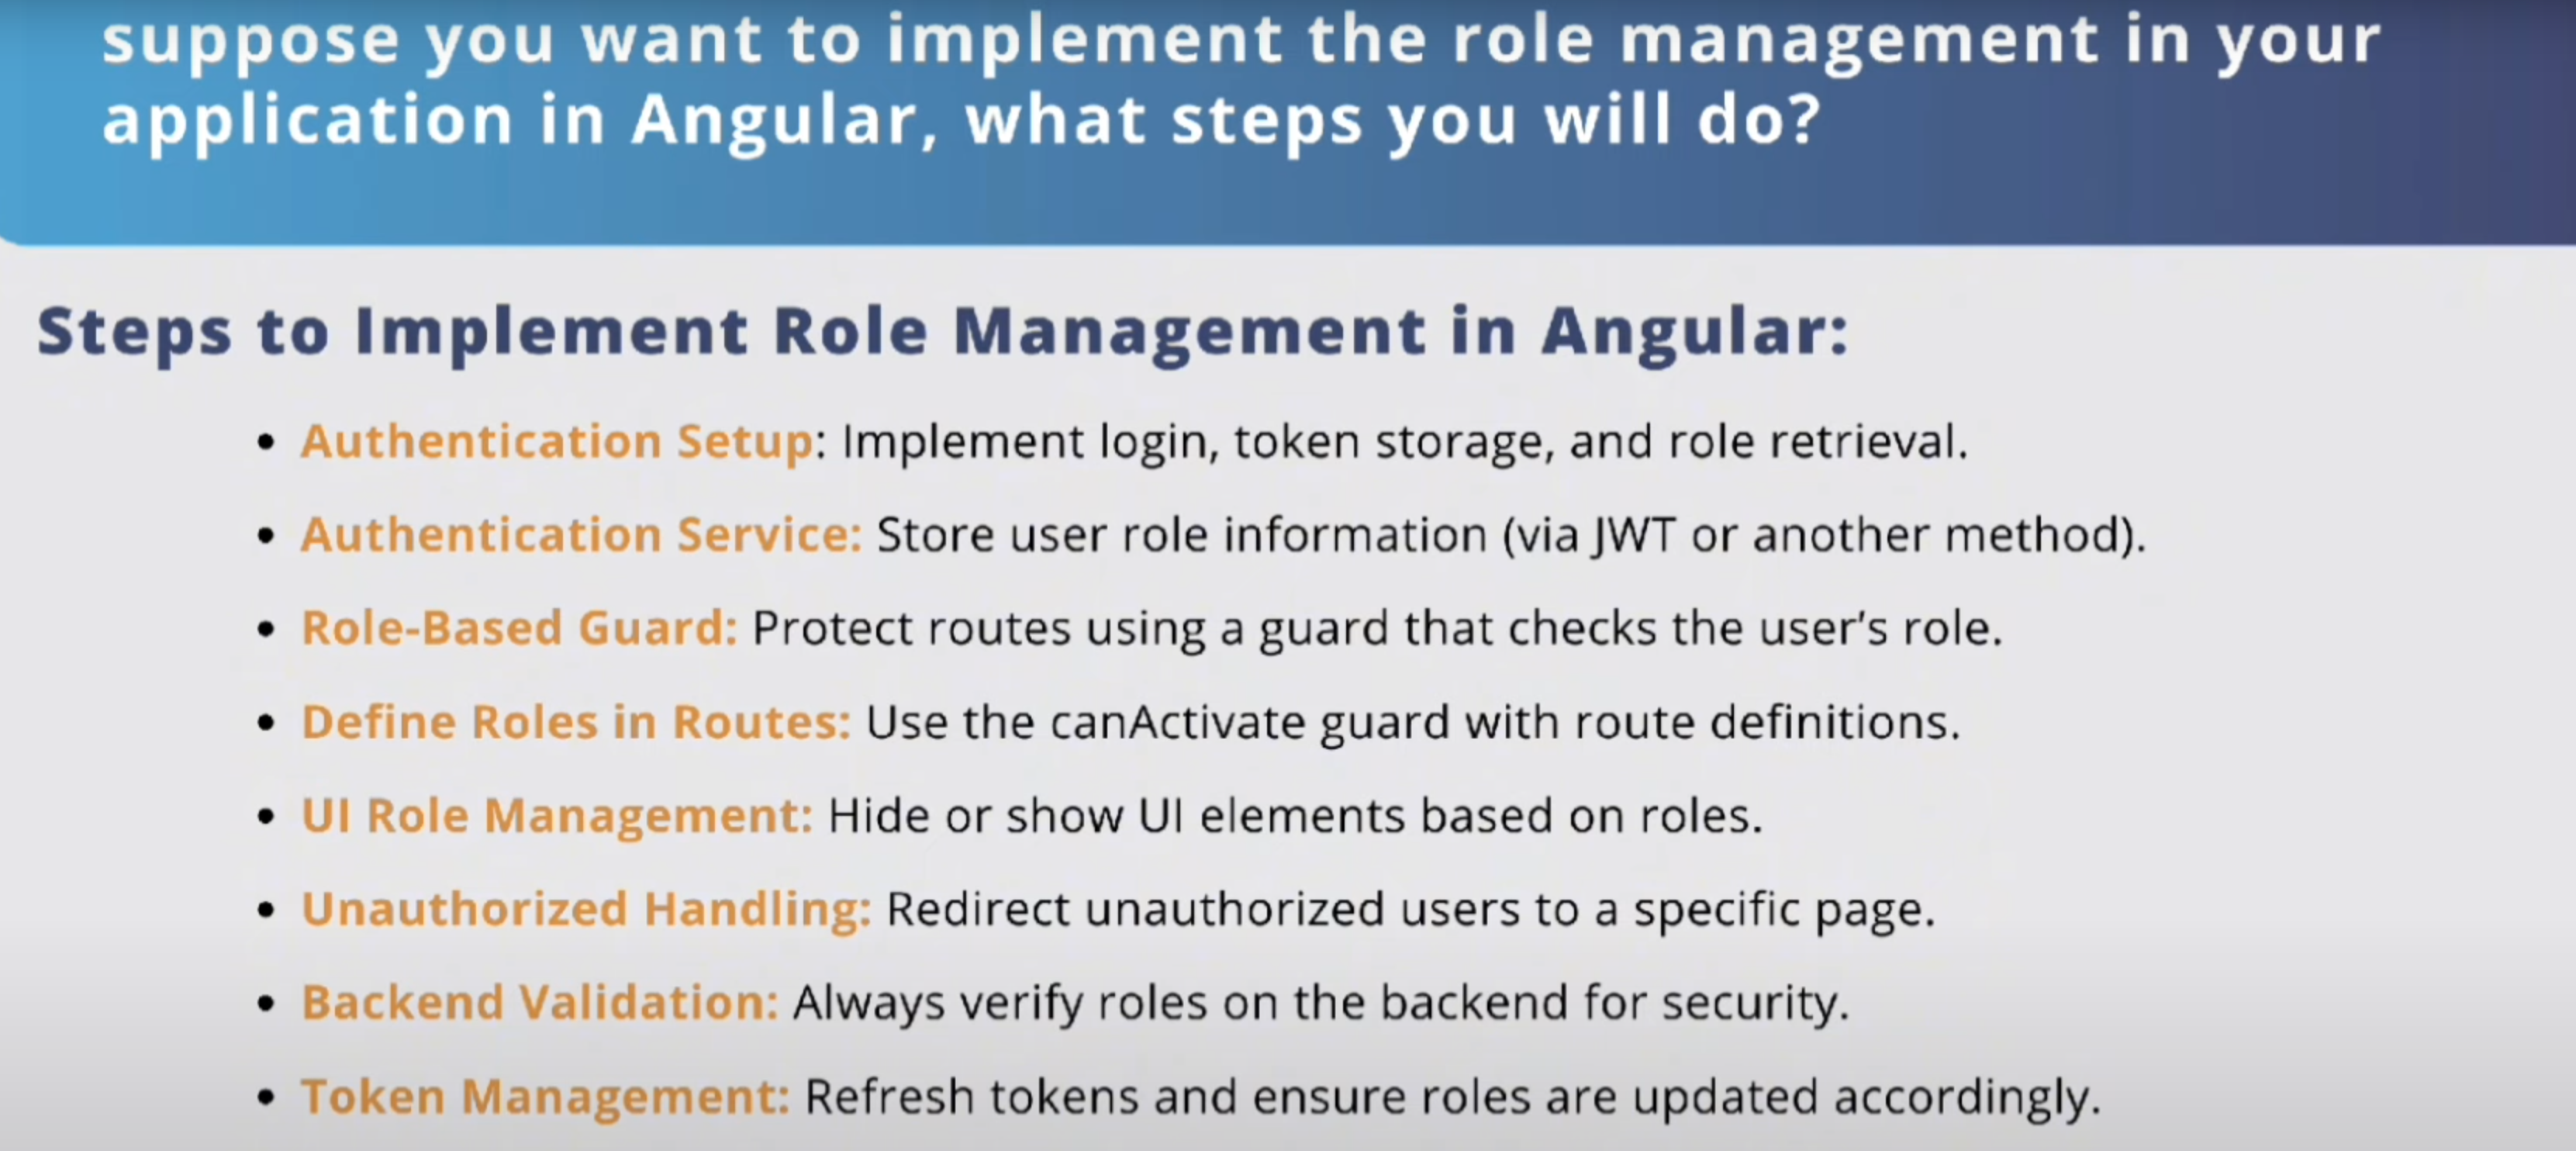 suppose you want to implement the role management in your
application in Angular, what steps you will do?
Steps to Implement Role Management in Angular:
• Authentication Setup: Implement login, token storage, and role retrieval.
• Authentication Service: Store user role information (via JWT or another method).
• Role-Based Guard: Protect routes using a guard that checks the user's role.
• Define Roles in Routes: Use the canActivate guard with route definitions.
• UI Role Management: Hide or show UI elements based on roles.
• Unauthorized Handling: Redirect unauthorized users to a specific page.
• Backend Validation: Always verify roles on the backend for security.
• Token Management: Refresh tokens and ensure roles are updated accordingly.